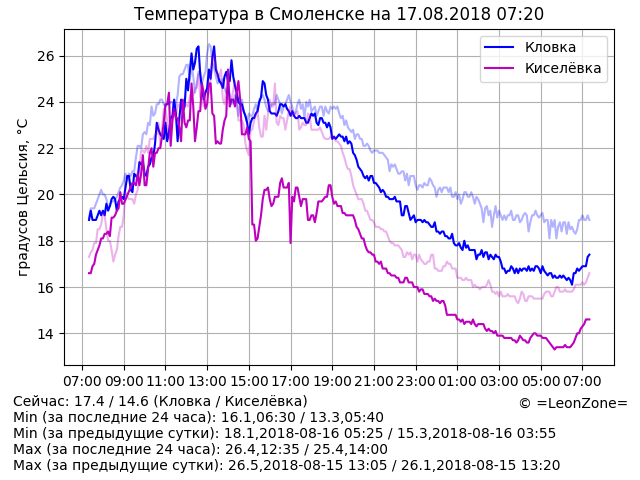 Температура в Смоленске на 17.08.2018 07:20
Кловка
Киселёвка
градусов Цельсия, °C
26
24
22
20
18
16
14
07:00 09:00 11:00 13:00 15:00 17:00 19:00 21:00 23:00 01:00 03:00 05:00 07:00
Сейчас: 17.4 / 14.6 (Кловка / Киселёвка)
© =LeonZone=
Min (за последние 24 часа): 16.1,06:30 / 13.3,05:40
Min (за предыдущие сутки): 18.1,2018-08-16 05:25 / 15.3,2018-08-16 03:55
Max (за последние 24 часа): 26.4,12:35 / 25.4,14:00
Max (за предыдущие сутки): 26.5,2018-08-15 13:05 / 26.1,2018-08-15 13:20